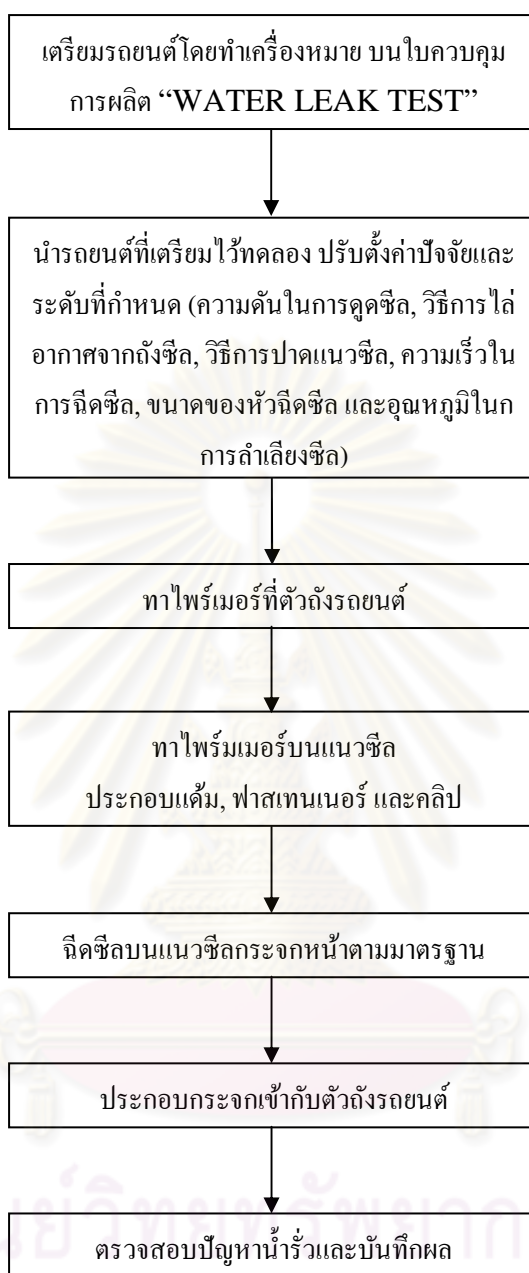 เตรียมรถยนต์โดยทำเครื่องหมาย บนใบควบคุม
การผลิต “WATER LEAK TEST”
นำรถยนต์ที่เตรียมไว้ทดลอง ปรับตั้งค่าปัจจัยและ
ระดับที่กำหนด (ความดันในการดูดซีล, วิธีการไล่
อากาศจากถังซีล, วิธีการปาดแนวซีล, ความเร็วใน
การฉีดซีล, ขนาดของหัวฉีดซีล และอุณหภูมิในก
การลำเลียงซีล)
ทาไพร์เมอร์ที่ตัวถังรถยนต์
ทาไพร์มเมอร์บนแนวซีล
ประกอบแด้ม, ฟาสเทนเนอร์ และคลิป
ฉีดซีลบนแนวซีลกระจกหน้าตามมาตรฐาน
ประกอบกระจกเข้ากับตัวถังรถยนต์
ตรวจสอบปัญหาน้ำรั่วและบันทึกผล